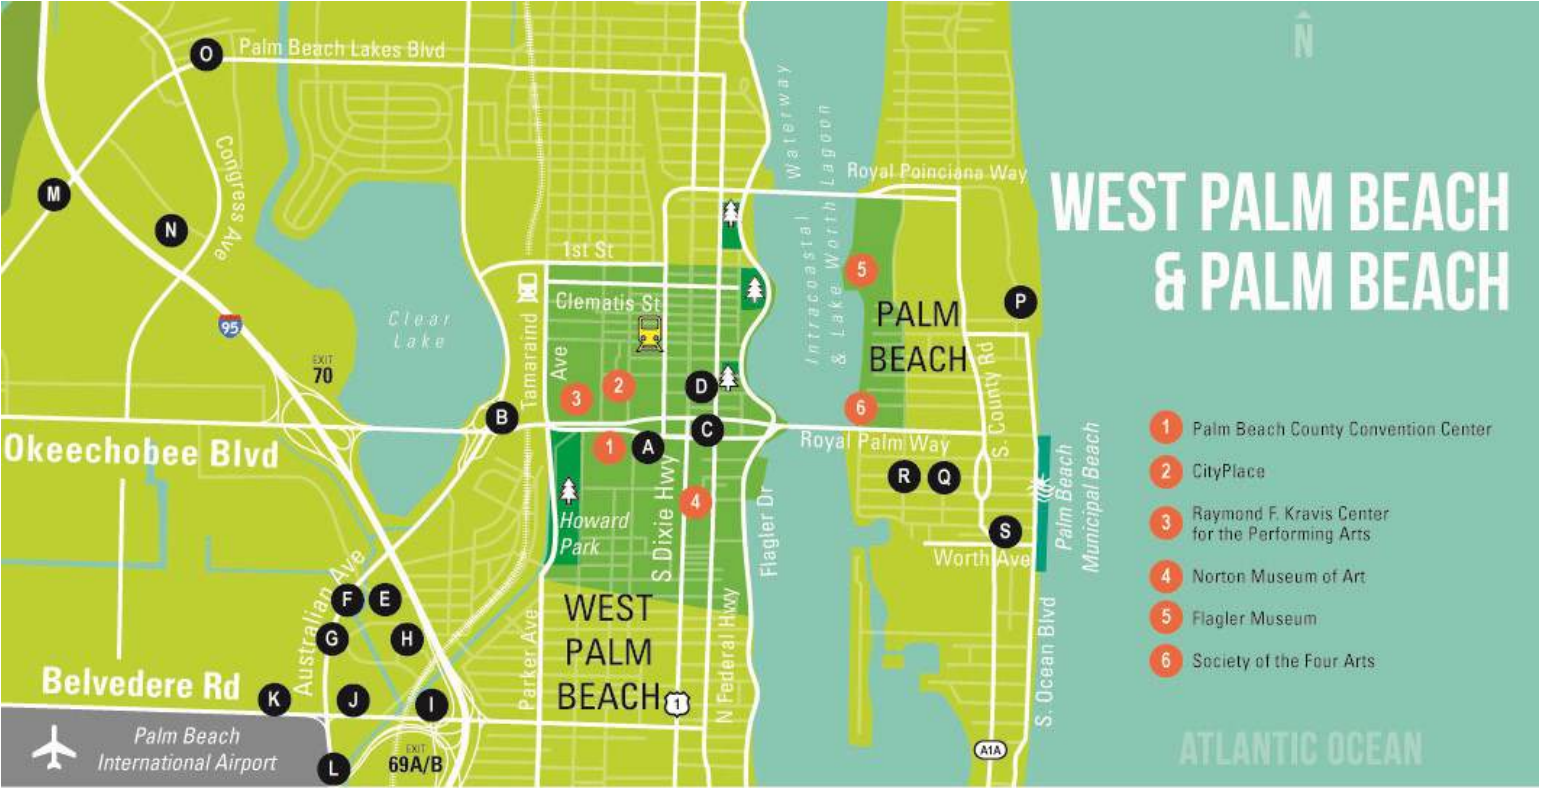 N
O
Palm Beach Lakes Blvd
Congress Ave
M
N
95
EXIT
70
Clear
Lake
Waterway
Intracoastal
& Lake Worth Lagoon
Royal Poinciana Way
1st St
Clematis St
Tamaraind Ave
5
PALM
BEACH
P
S. County Rd
WEST PALM BEACH
& PALM BEACH
2
3
D
6
B
C
1
A
Okeechobee Blvd
Royal Palm Way
R
Q
S
Worth Ave
Palm Beach
Municipal Beach
4
S Dixie Hwy
Flagler Dr
Howard
Park
Australian Ave
F
E
G
H
WEST
PALM
BEACH
Parker Ave
N Federal Hwy
1
S. Ocean Blvd
Belvedere Rd
K
J
I
L
EXIT
69A/B
Palm Beach
International Airport
A1A
1 Palm Beach County Convention Center
2 CityPlace
3 Raymond F. Kravis Center
for the Performing Arts
4 Norton Museum of Art
5 Flagler Museum
6 Society of the Four Arts
ATLANTIC OCEAN